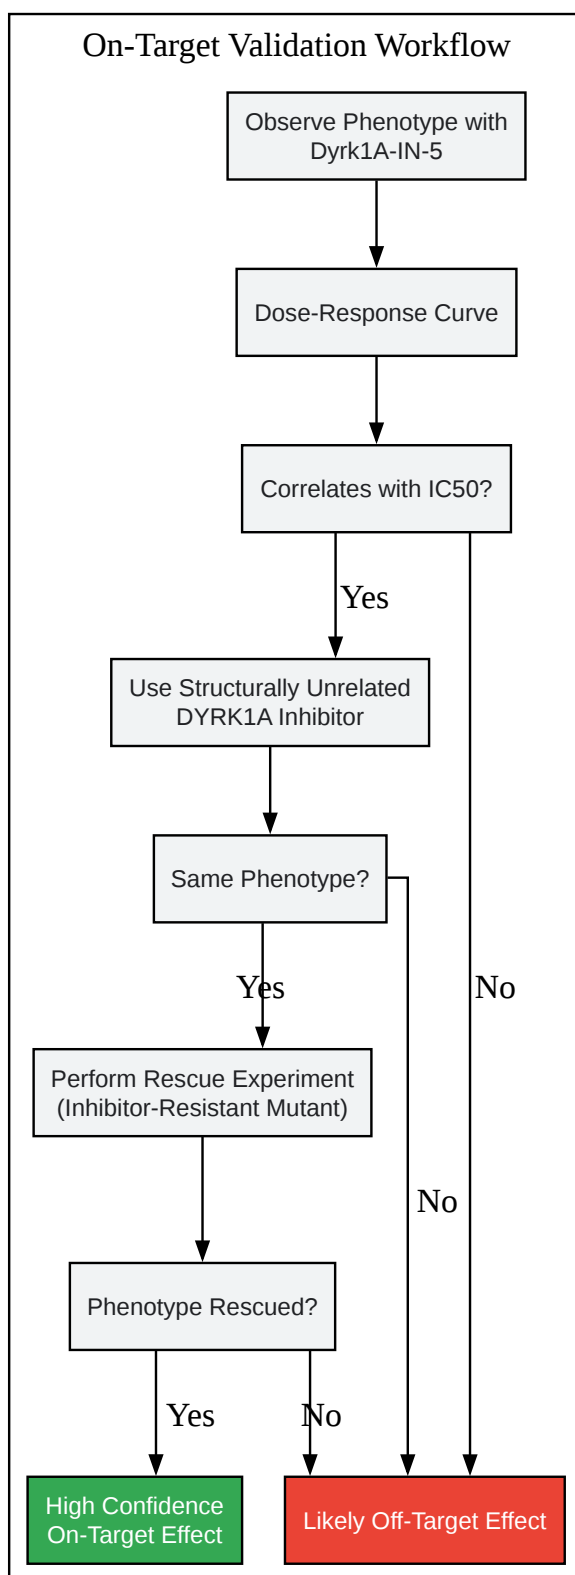 On-Target Validation Workflow
Observe Phenotype with
Dyrk1A-IN-5
Dose-Response Curve
Correlates with IC50?
Yes
Use Structurally Unrelated
DYRK1A Inhibitor
Same Phenotype?
Yes
No
Perform Rescue Experiment
(Inhibitor-Resistant Mutant)
No
Phenotype Rescued?
Yes
No
High Confidence
On-Target Effect
Likely Off-Target Effect